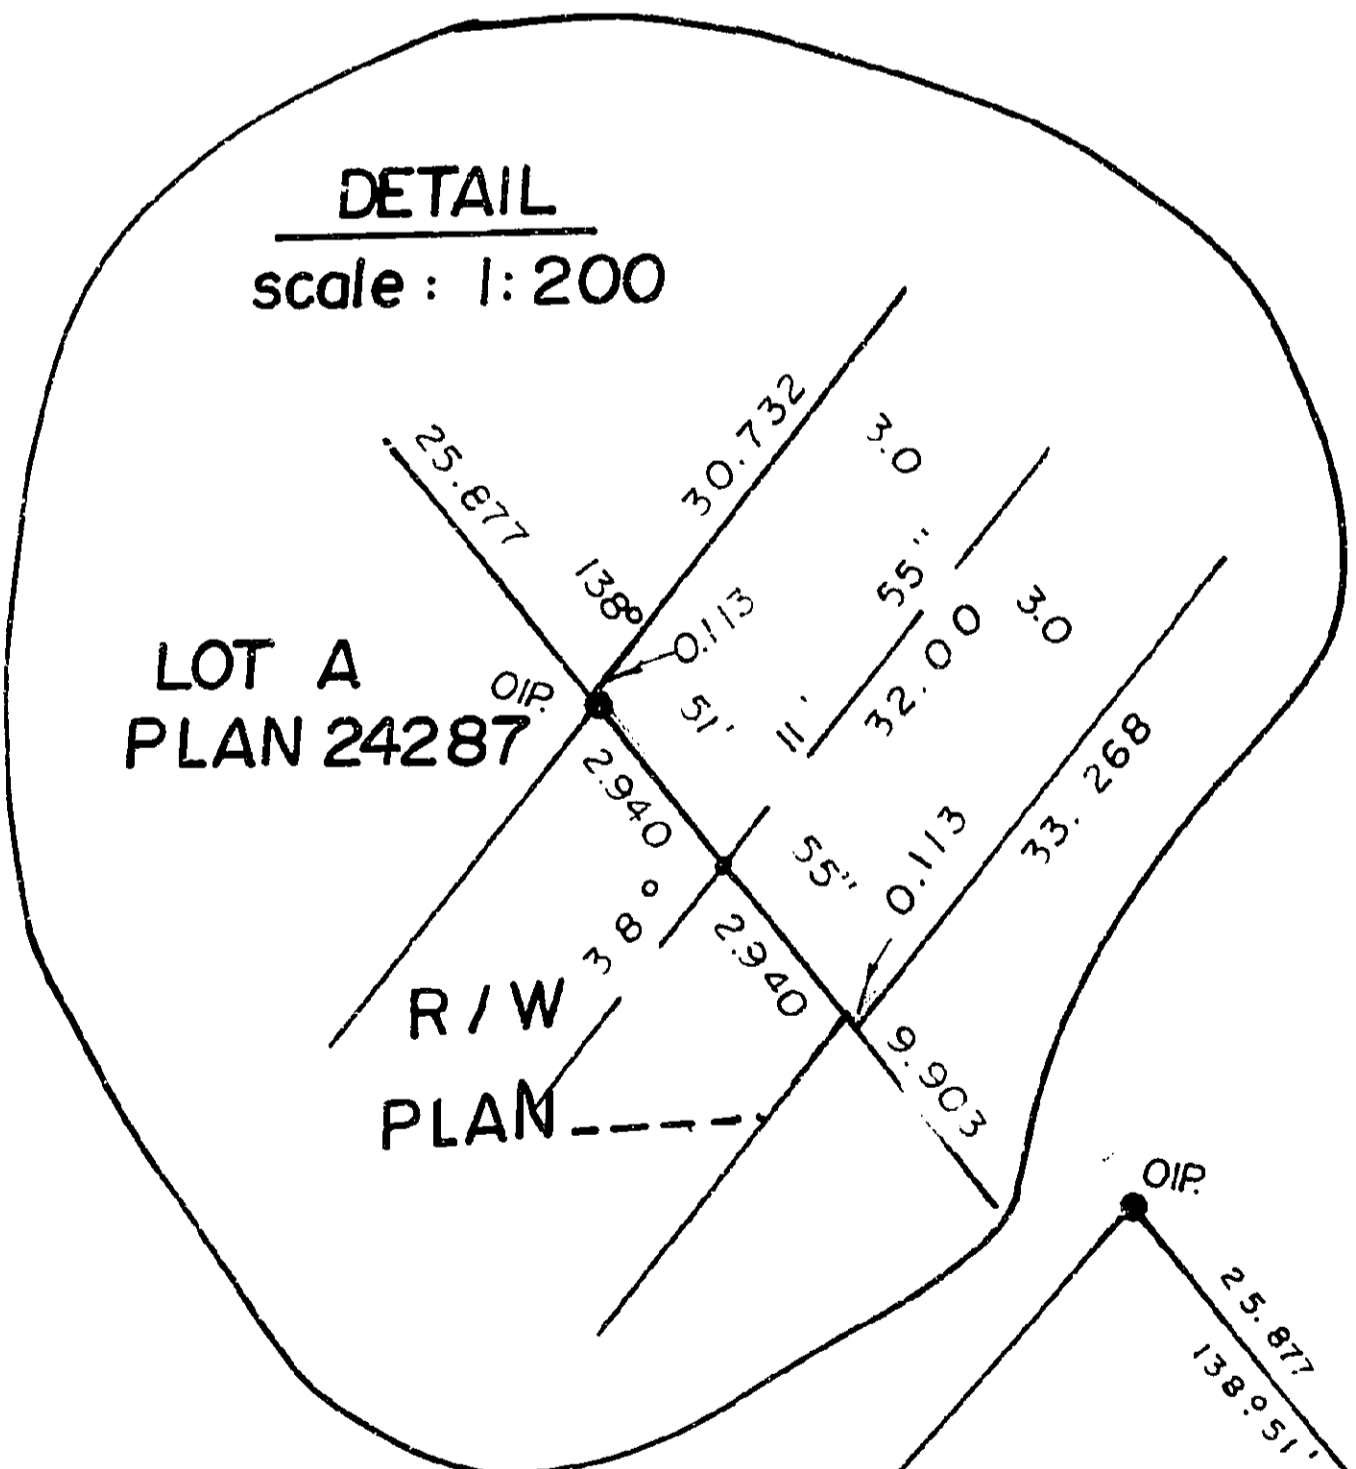 DETAIL
scale : 1:200
25.877
30.732
3.0
138°
0.113
55"
3.0
LOT A
OIP.
51'
11'
32.00
PLAN 24287
2.940
33.268
55"
0.113
38°
2.940
R/W
9.903
PLAN
OIP.
25.877
138°51'